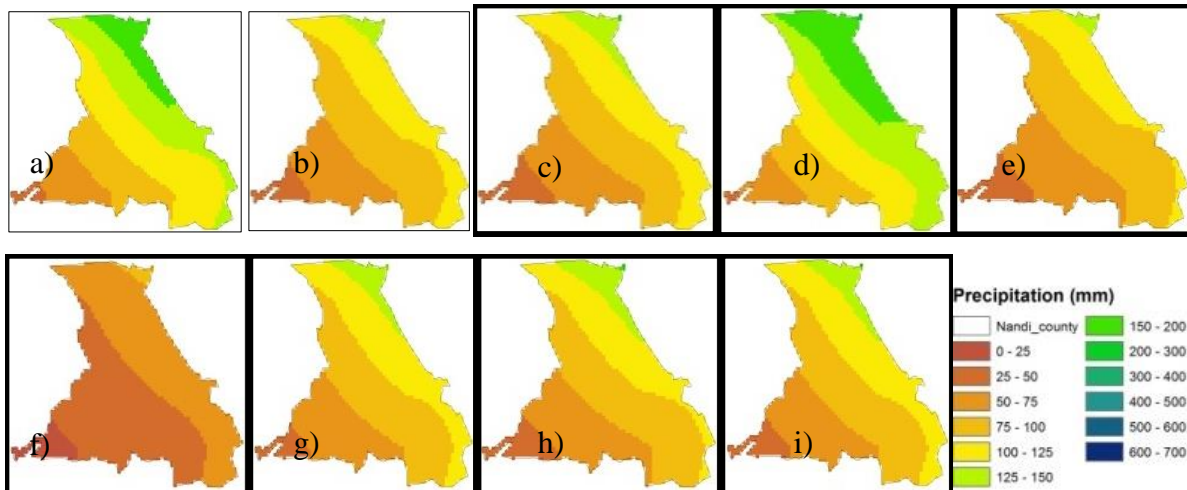 a)
b)
c)
d)
e)
f)
g)
h)
i)
Precipitation (mm)
Nandi_county
0 - 25
25 - 50
50 - 75
75 - 100
100 - 125
125 - 150
150 - 200
200 - 300
300 - 400
400 - 500
500 - 600
600 - 700